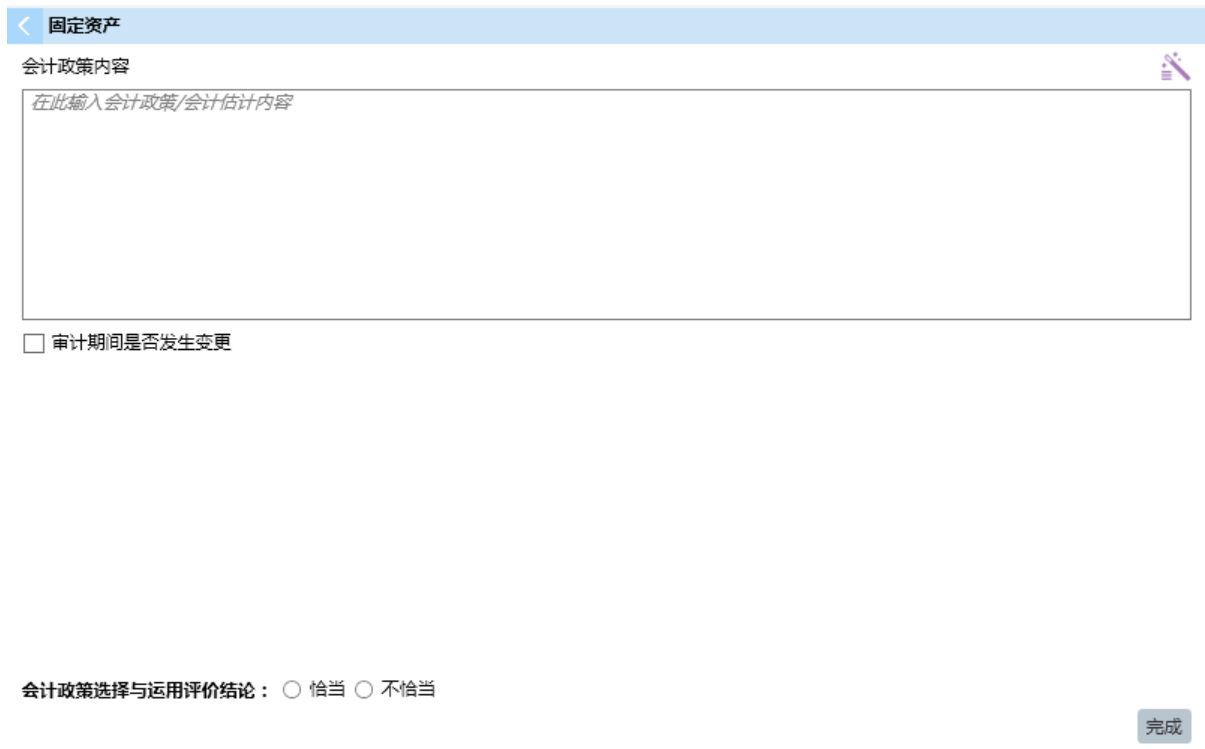 固定资产
会计政策内容
在此输入会计政策/会计估计内容
审计期间是否发生变更
会计政策选择与运用评价结论： 恰当 不恰当
完成